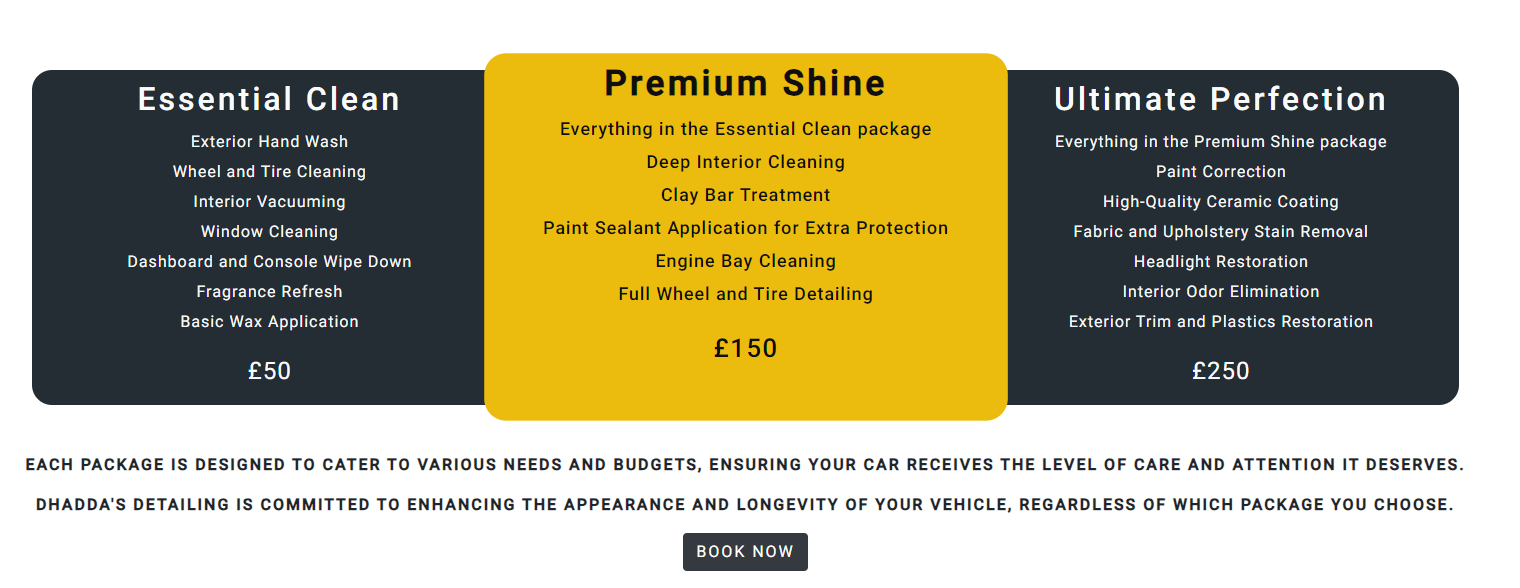 Essential Clean
Exterior Hand Wash
Wheel and Tire Cleaning
Interior Vacuuming
Window Cleaning
Dashboard and Console Wipe Down
Fragrance Refresh
Basic Wax Application
£50
Premium Shine
Everything in the Essential Clean package
Deep Interior Cleaning
Clay Bar Treatment
Paint Sealant Application for Extra Protection
Engine Bay Cleaning
Full Wheel and Tire Detailing
£150
Ultimate Perfection
Everything in the Premium Shine package
Paint Correction
High-Quality Ceramic Coating
Fabric and Upholstery Stain Removal
Headlight Restoration
Interior Odor Elimination
Exterior Trim and Plastics Restoration
£250
EACH PACKAGE IS DESIGNED TO CATER TO VARIOUS NEEDS AND BUDGETS, ENSURING YOUR CAR RECEIVES THE LEVEL OF CARE AND ATTENTION IT DESERVES.
DHADDA'S DETAILING IS COMMITTED TO ENHANCING THE APPEARANCE AND LONGEVITY OF YOUR VEHICLE, REGARDLESS OF WHICH PACKAGE YOU CHOOSE.
BOOK NOW